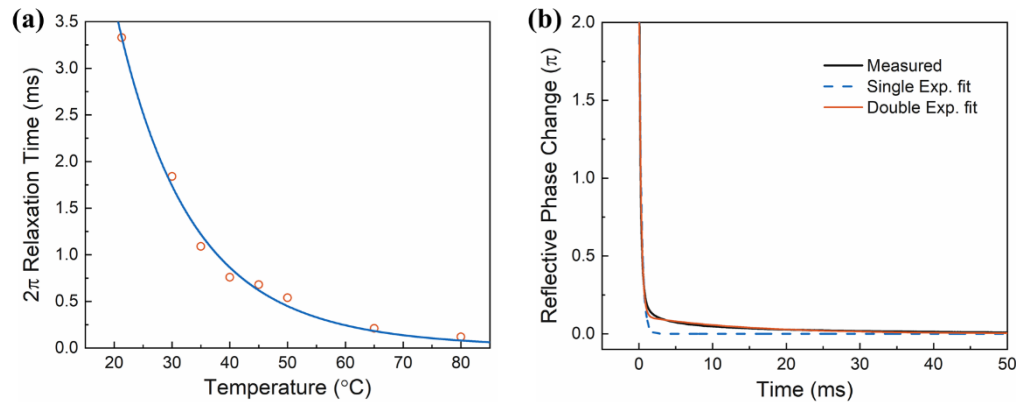 (a)
2π Relaxation Time (ms)
3.5
3.0
2.5
2.0
1.5
1.0
0.5
0.0
20 30 40 50 60 70 80
Temperature (°C)
(b)
Reflective Phase Change (π)
2.0
1.5
1.0
0.5
0.0
Measured
Single Exp. fit
Double Exp. fit
0 10 20 30 40 50
Time (ms)